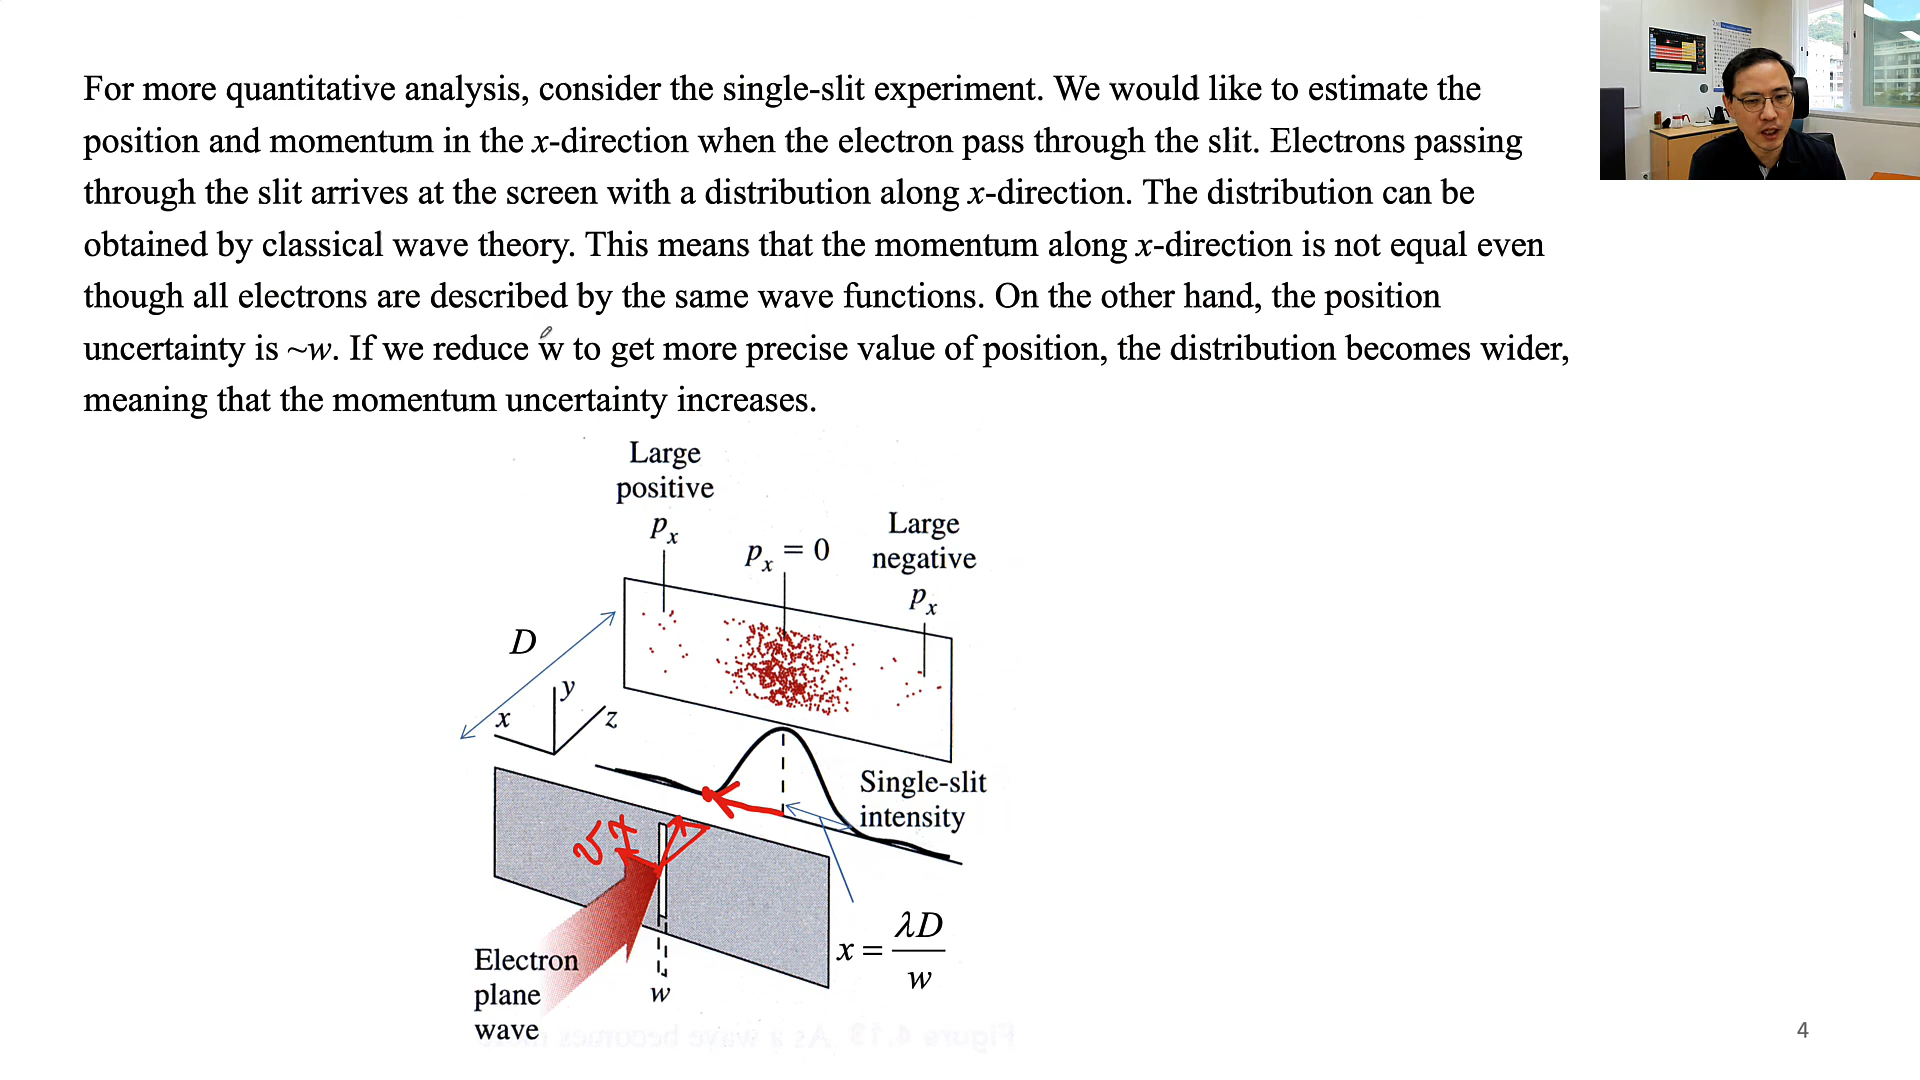 For more quantitative analysis, consider the single-slit experiment. We would like to estimate the
position and momentum in the x-direction when the electron pass through the slit. Electrons passing
through the slit arrives at the screen with a distribution along x-direction. The distribution can be
obtained by classical wave theory. This means that the momentum along x-direction is not equal even
though all electrons are described by the same wave functions. On the other hand, the position
uncertainty is ~w. If we reduce w to get more precise value of position, the distribution becomes wider,
meaning that the momentum uncertainty increases.
Large
positive
pₓ
pₓ = 0
Large
negative
pₓ
D
y
x
z
Single-slit
intensity
vx
x = λD/w
Electron
plane
wave
w
4